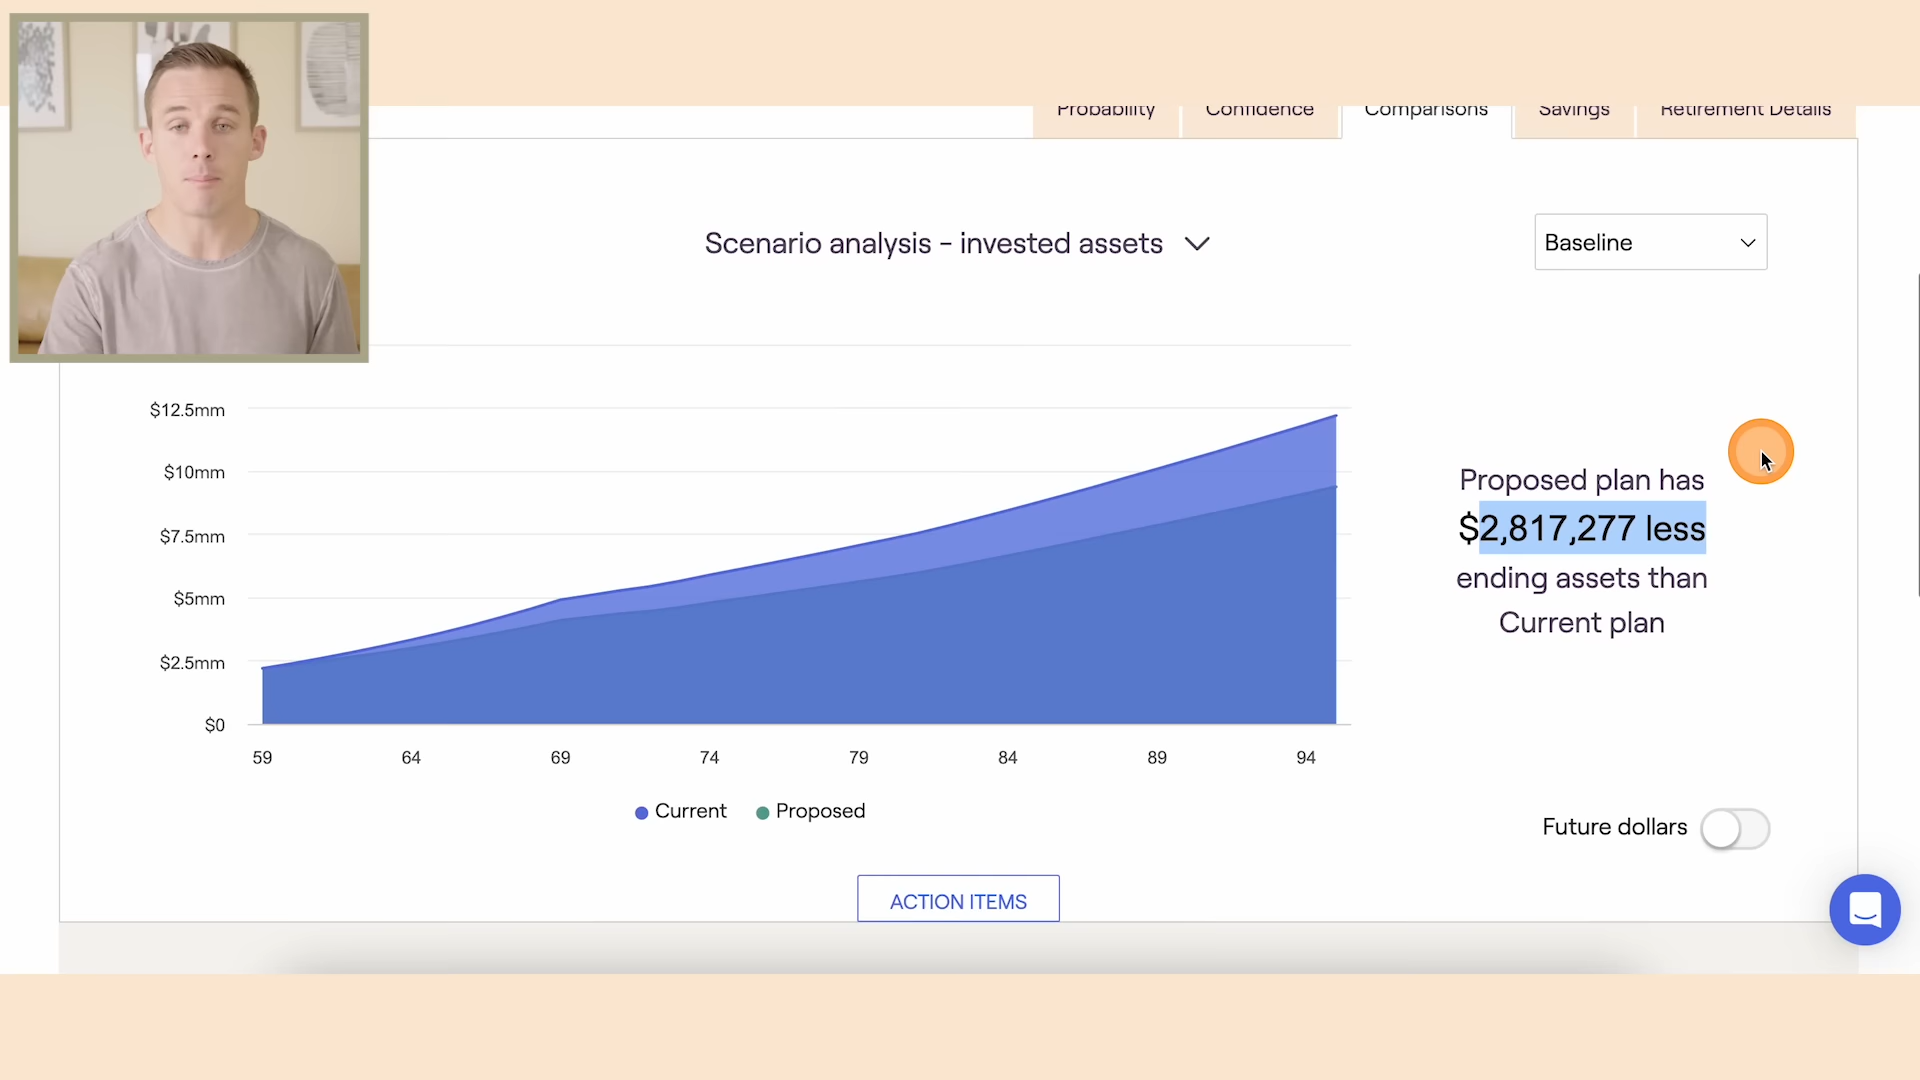 Probability
Confidence
Comparisons
Savings
Retirement Details
Scenario analysis - invested assets
Baseline
$12.5mm
$10mm
$7.5mm
$5mm
$2.5mm
$0
59
64
69
74
79
84
89
94
Current
Proposed
Proposed plan has
$2,817,277 less
ending assets than
Current plan
Future dollars
ACTION ITEMS